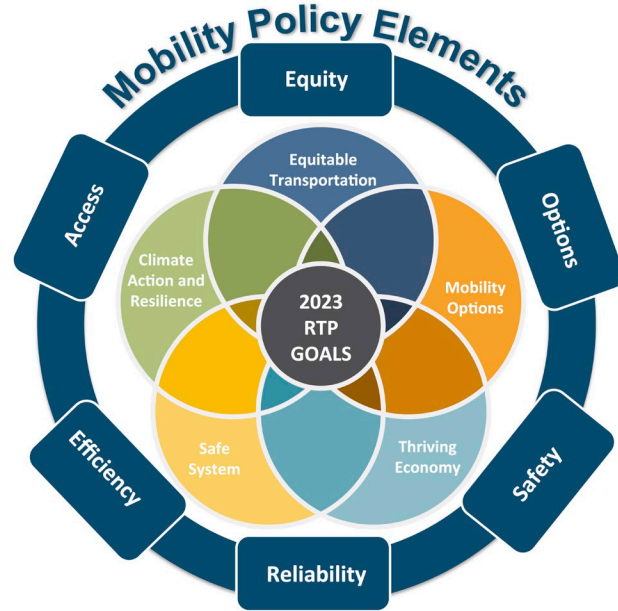 Mobility Policy Elements
Equity
Access
Options
Equitable
Transportation
Climate
Action and
Resilience
Mobility
Options
2023
RTP
GOALS
Safe
System
Thriving
Economy
Efficiency
Safety
Reliability